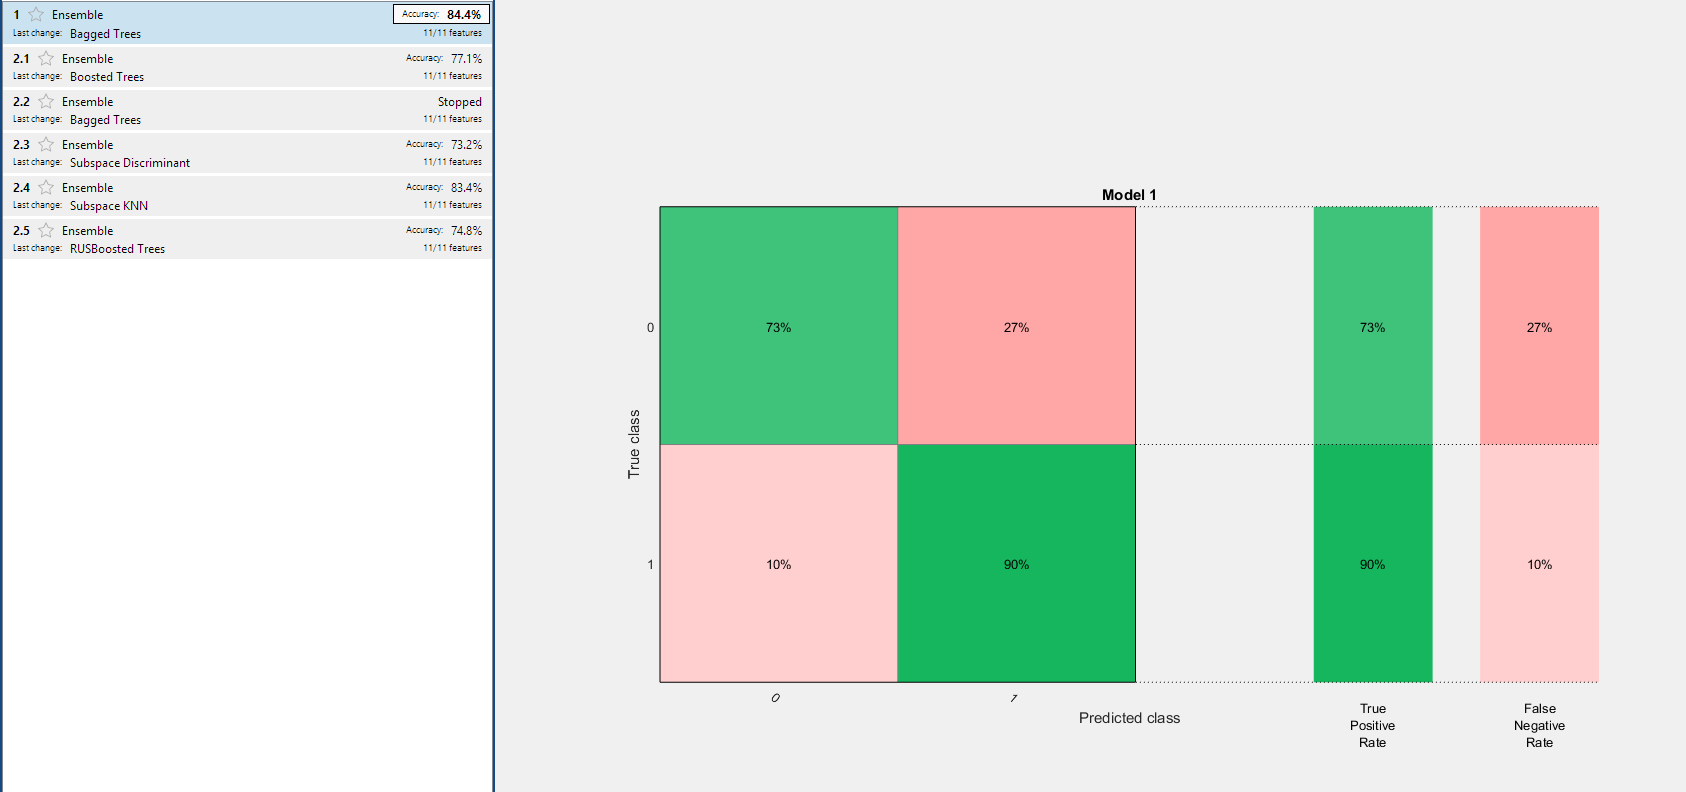 1 Ensemble Accuracy: 84.4%
Last change: Bagged Trees 11/11 features
2.1 Ensemble Accuracy: 77.1%
Last change: Boosted Trees 11/11 features
2.2 Ensemble Stopped
Last change: Bagged Trees 11/11 features
2.3 Ensemble Accuracy: 73.2%
Last change: Subspace Discriminant 11/11 features
2.4 Ensemble Accuracy: 83.4%
Last change: Subspace KNN 11/11 features
2.5 Ensemble Accuracy: 74.8%
Last change: RUSBoosted Trees 11/11 features
Model 1
0 73% 27% 73% 27%
True class
1 10% 90% 90% 10%
0 1
Predicted class
True
Positive
Rate
False
Negative
Rate